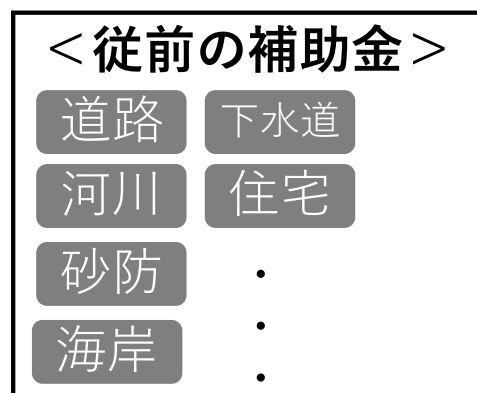 ＜従前の補助金＞
道路 下水道
河川 住宅
砂防 ・
海岸 ・
・